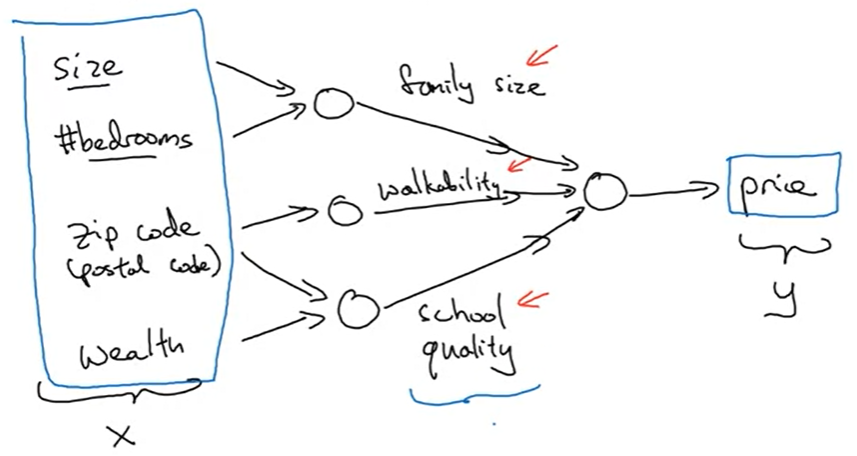 size
#bedrooms
zip code
(postal code)
wealth
x
family size
walkability
school
quality
price
y